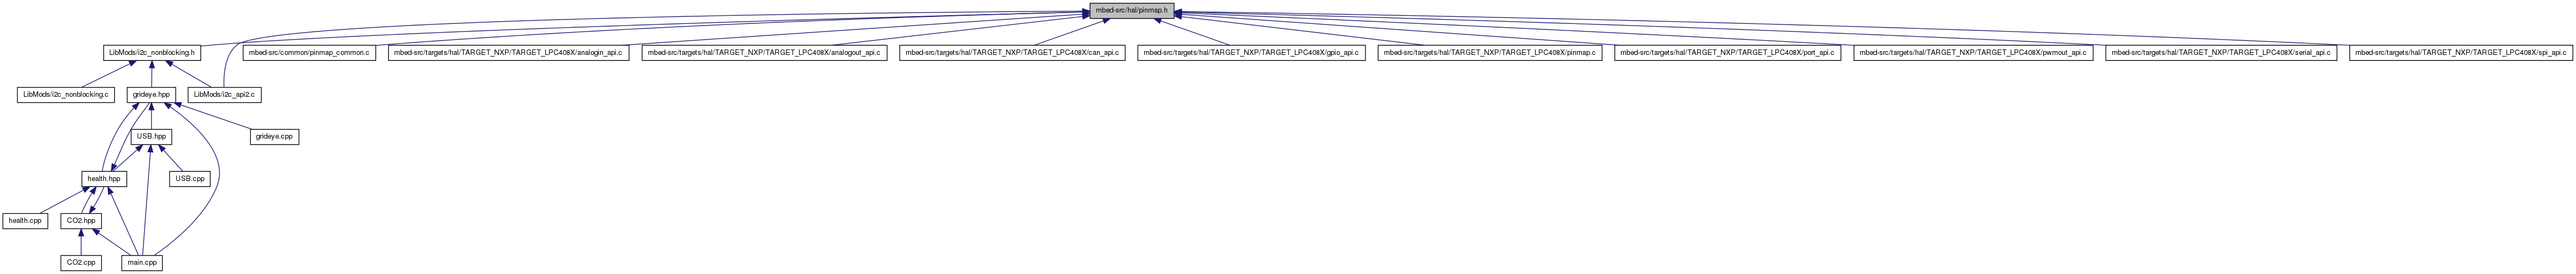 mbed-src/hal/pinmap.h
LibMods/i2c_nonblocking.h
mbed-src/common/pinmap_common.c
mbed-src/targets/hal/TARGET_NXP/TARGET_LPC408X/analogin_api.c
mbed-src/targets/hal/TARGET_NXP/TARGET_LPC408X/analogout_api.c
mbed-src/targets/hal/TARGET_NXP/TARGET_LPC408X/can_api.c
mbed-src/targets/hal/TARGET_NXP/TARGET_LPC408X/gpio_api.c
mbed-src/targets/hal/TARGET_NXP/TARGET_LPC408X/pinmap.c
mbed-src/targets/hal/TARGET_NXP/TARGET_LPC408X/port_api.c
mbed-src/targets/hal/TARGET_NXP/TARGET_LPC408X/pwmout_api.c
mbed-src/targets/hal/TARGET_NXP/TARGET_LPC408X/serial_api.c
mbed-src/targets/hal/TARGET_NXP/TARGET_LPC408X/spi_api.c
LibMods/i2c_nonblocking.c
grideye.hpp
LibMods/i2c_api2.c
USB.hpp
grideye.cpp
health.hpp
USB.cpp
health.cpp
CO2.hpp
CO2.cpp
main.cpp